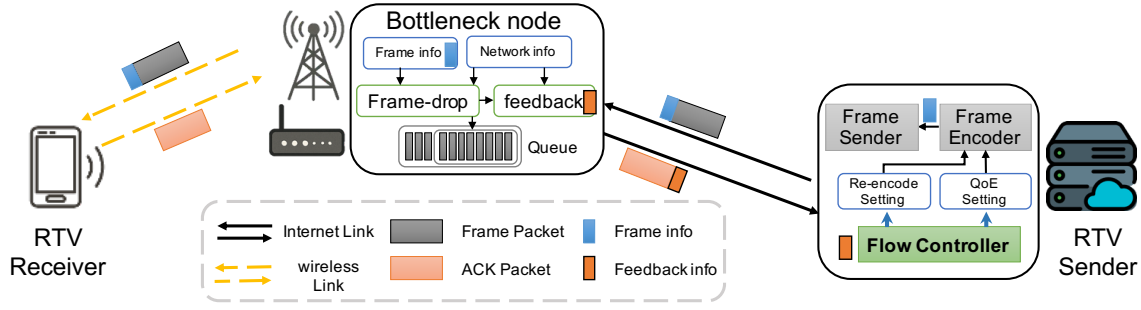 Bottleneck node
Frame info
Network info
Frame-drop
feedback
Queue
Frame
Sender
Frame
Encoder
Re-encode
Setting
QoE
Setting
Flow Controller
RTV
Receiver
RTV
Sender
Internet Link
Frame Packet
Frame info
wireless
Link
ACK Packet
Feedback info